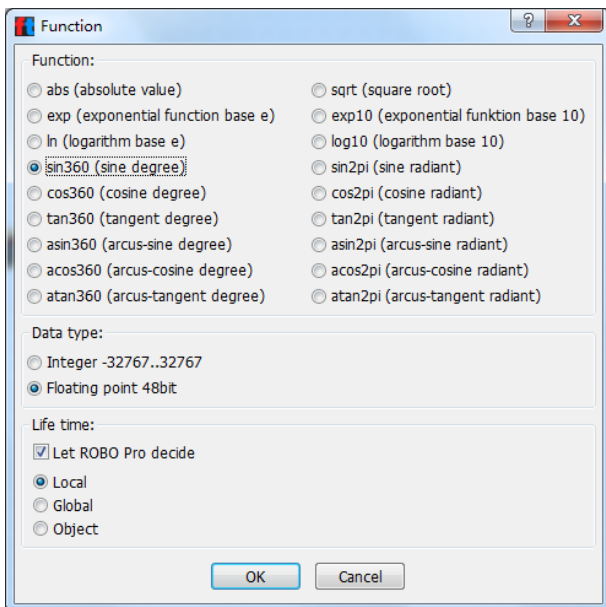 Function
Function:
abs (absolute value) sqrt (square root)
exp (exponential function base e) exp10 (exponential funktion base 10)
ln (logarithm base e) log10 (logarithm base 10)
sin360 (sine degree) sin2pi (sine radiant)
cos360 (cosine degree) cos2pi (cosine radiant)
tan360 (tangent degree) tan2pi (tangent radiant)
asin360 (arcus-sine degree) asin2pi (arcus-sine radiant)
acos360 (arcus-cosine degree) acos2pi (arcus-cosine radiant)
atan360 (arcus-tangent degree) atan2pi (arcus-tangent radiant)
Data type:
Integer -32767..32767
Floating point 48bit
Life time:
Let ROBO Pro decide
Local
Global
Object
OK Cancel